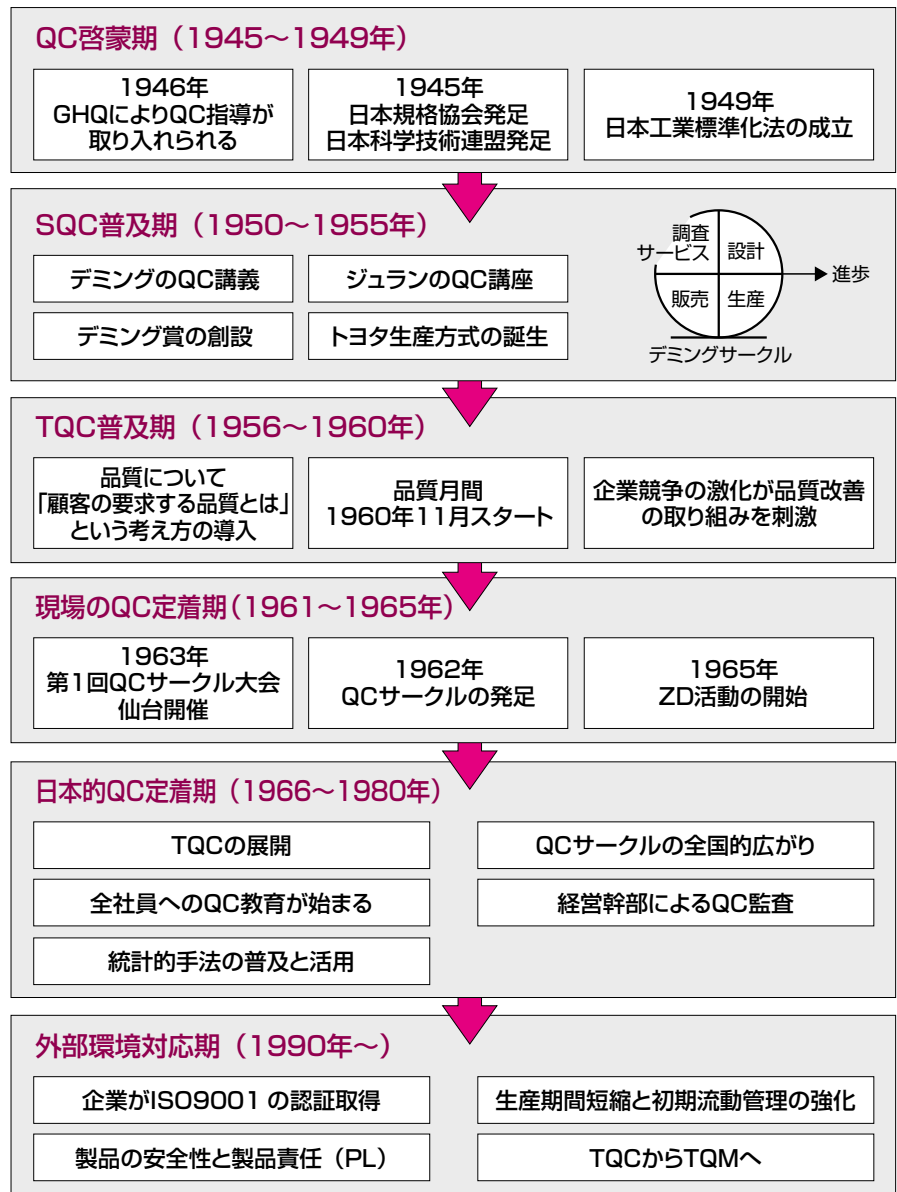 QC啓蒙期（1945〜1949年）
1946年
GHQによりQC指導が
取り入れられる
1945年
日本規格協会発足
日本科学技術連盟発足
1949年
日本工業標準化法の成立
SQC普及期（1950〜1955年）
デミングのQC講義
ジュランのQC講座
デミング賞の創設
トヨタ生産方式の誕生
調査
サービス
設計
販売
生産
進歩
デミングサークル
TQC普及期（1956〜1960年）
品質について
「顧客の要求する品質とは」
という考え方の導入
品質月間
1960年11月スタート
企業競争の激化が品質改善
の取り組みを刺激
現場のQC定着期（1961〜1965年）
1963年
第1回QCサークル大会
仙台開催
1962年
QCサークルの発足
1965年
ZD活動の開始
日本的QC定着期（1966〜1980年）
TQCの展開
QCサークルの全国的広がり
全社員へのQC教育が始まる
経営幹部によるQC監査
統計的手法の普及と活用
外部環境対応期（1990年〜）
企業がISO9001 の認証取得
生産期間短縮と初期流動管理の強化
製品の安全性と製品責任（PL）
TQCからTQMへ